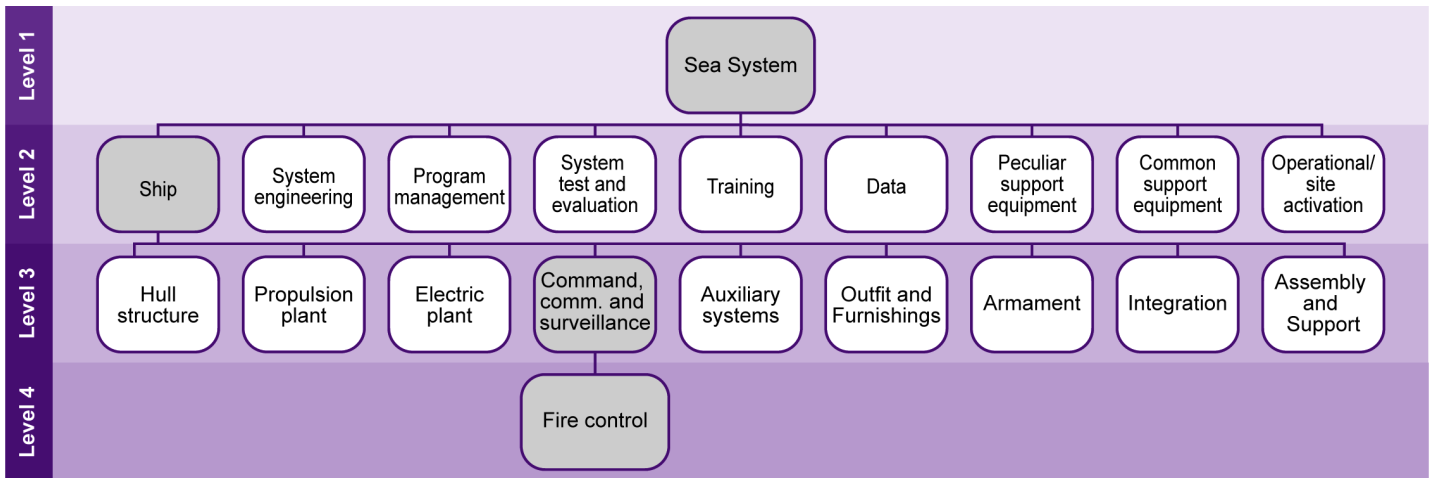 Level 1
Sea System
Level 2
Ship
System
engineering
Program
management
System
test and
evaluation
Training
Data
Peculiar
support
equipment
Common
support
equipment
Operational/
site
activation
Level 3
Hull
structure
Propulsion
plant
Electric
plant
Command,
comm. and
surveillance
Auxiliary
systems
Outfit and
Furnishings
Armament
Integration
Assembly
and
Support
Level 4
Fire control